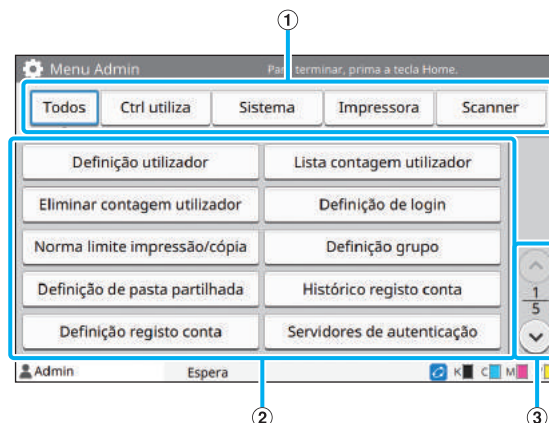 ①
Menu Admin Para terminar, prima a tecla Home.
Todos Ctrl utiliza Sistema Impressora Scanner
Definição utilizador Lista contagem utilizador
Eliminar contagem utilizador Definição de login
Norma limite impressão/cópia Definição grupo
Definição de pasta partilhada Histórico registo conta
1
5
Definição registo conta Servidores de autenticação
Admin Espera K C M Y
② ③